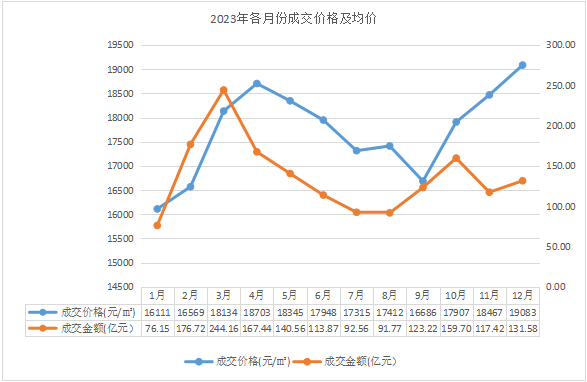 2023年各月份成交价格及均价
19500 300.00
19000 250.00
18500 200.00
18000 150.00
17500 100.00
17000 50.00
16500 0.00
16000
15500
15000
14500
1月 2月 3月 4月 5月 6月 7月 8月 9月 10月 11月 12月
成交价格(元/㎡) 16111 16569 18134 18703 18345 17948 17315 17412 16686 17907 18467 19083
成交金额(亿元) 76.15 176.72 244.16 167.44 140.56 113.87 92.56 91.77 123.22 159.70 117.42 131.58
成交价格(元/㎡) 成交金额(亿元)